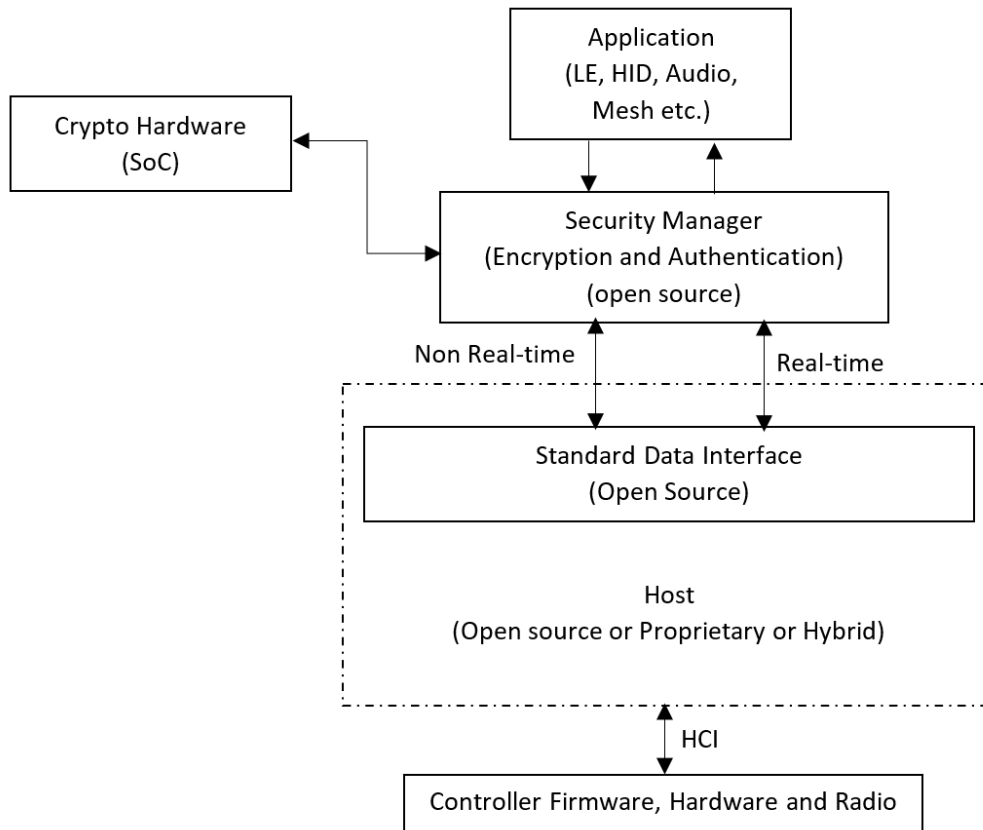 Application
(LE, HID, Audio,
Mesh etc.)
Crypto Hardware
(SoC)
Security Manager
(Encryption and Authentication)
(open source)
Non Real-time
Real-time
Standard Data Interface
(Open Source)
Host
(Open source or Proprietary or Hybrid)
HCI
Controller Firmware, Hardware and Radio